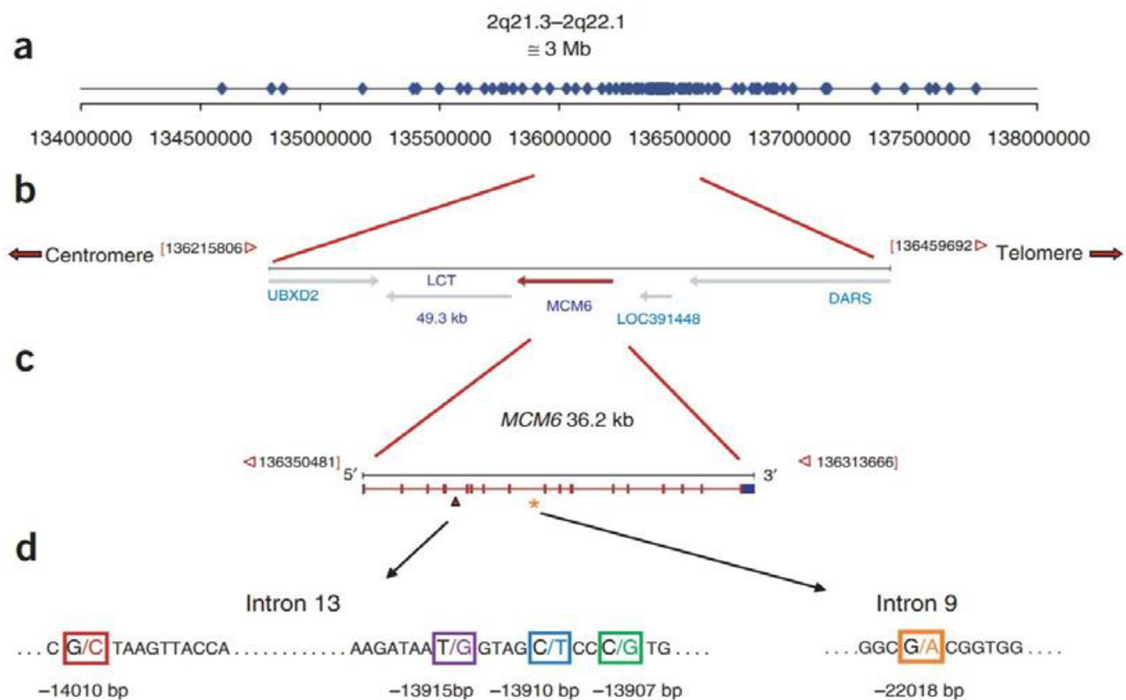 a
2q21.3–2q22.1
≅ 3 Mb
134000000 134500000 135000000 135500000 136000000 136500000 137000000 137500000 138000000
b
Centromere [136215806 [136459692 Telomere
UBXD2 LCT MCM6 LOC391448 DARS
49.3 kb
c
MCM6 36.2 kb
136350481] 5′ 3′ 136313666]
*
d
Intron 13 Intron 9
....C G/C TAAGTTACCA............ AAGATAA T/G GTAG C/T CC C/G TG.... ....GGC G/A CGGTGG....
–14010 bp –13915bp –13910 bp –13907 bp –22018 bp